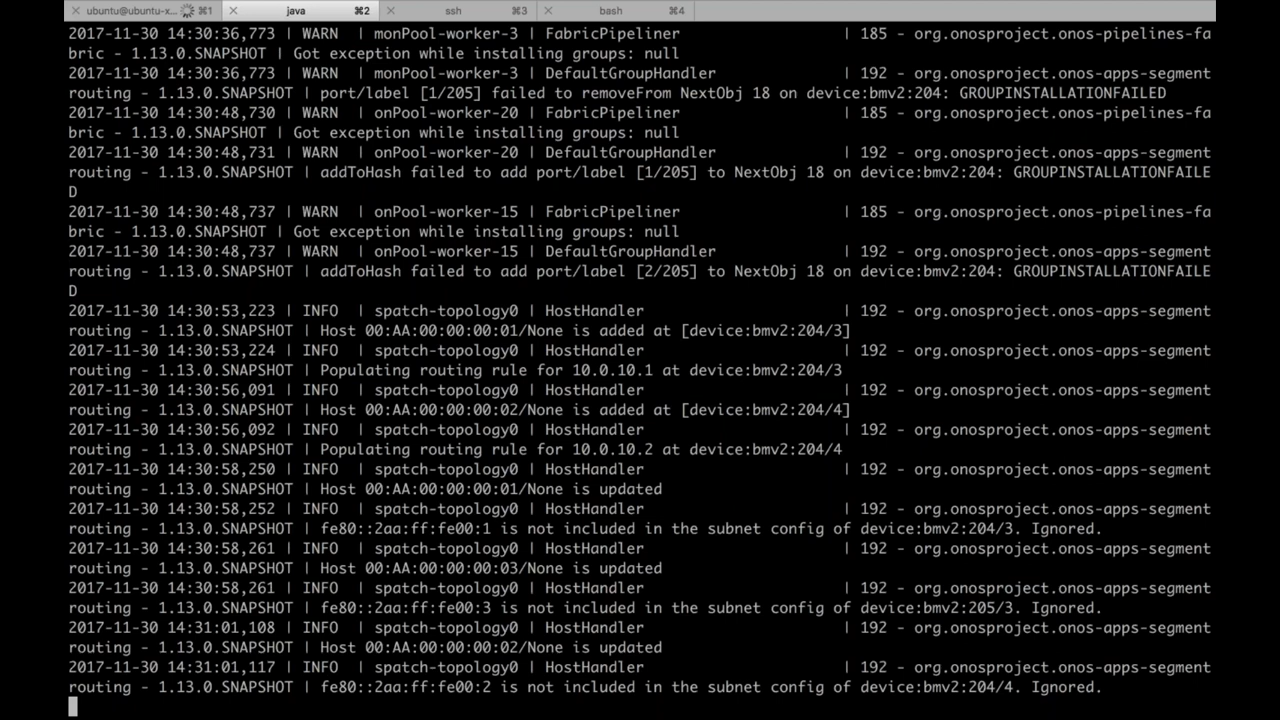 ubuntu@ubuntu-x... ⌘1 java ⌘2 ssh ⌘3 bash ⌘4
2017-11-30 14:30:36,773 | WARN  | monPool-worker-3 | FabricPipeliner | 185 - org.onosproject.onos-pipelines-fa
bric - 1.13.0.SNAPSHOT | Got exception while installing groups: null
2017-11-30 14:30:36,773 | WARN  | monPool-worker-3 | DefaultGroupHandler | 192 - org.onosproject.onos-apps-segment
routing - 1.13.0.SNAPSHOT | port/label [1/205] failed to removeFrom NextObj 18 on device:bmv2:204: GROUPINSTALLATIONFAILED
2017-11-30 14:30:48,730 | WARN  | onPool-worker-20 | FabricPipeliner | 185 - org.onosproject.onos-pipelines-fa
bric - 1.13.0.SNAPSHOT | Got exception while installing groups: null
2017-11-30 14:30:48,731 | WARN  | onPool-worker-20 | DefaultGroupHandler | 192 - org.onosproject.onos-apps-segment
routing - 1.13.0.SNAPSHOT | addToHash failed to add port/label [1/205] to NextObj 18 on device:bmv2:204: GROUPINSTALLATIONFAILE
D
2017-11-30 14:30:48,737 | WARN  | onPool-worker-15 | FabricPipeliner | 185 - org.onosproject.onos-pipelines-fa
bric - 1.13.0.SNAPSHOT | Got exception while installing groups: null
2017-11-30 14:30:48,737 | WARN  | onPool-worker-15 | DefaultGroupHandler | 192 - org.onosproject.onos-apps-segment
routing - 1.13.0.SNAPSHOT | addToHash failed to add port/label [2/205] to NextObj 18 on device:bmv2:204: GROUPINSTALLATIONFAILE
D
2017-11-30 14:30:53,223 | INFO  | spatch-topology0 | HostHandler | 192 - org.onosproject.onos-apps-segment
routing - 1.13.0.SNAPSHOT | Host 00:AA:00:00:00:01/None is added at [device:bmv2:204/3]
2017-11-30 14:30:53,224 | INFO  | spatch-topology0 | HostHandler | 192 - org.onosproject.onos-apps-segment
routing - 1.13.0.SNAPSHOT | Populating routing rule for 10.0.10.1 at device:bmv2:204/3
2017-11-30 14:30:56,091 | INFO  | spatch-topology0 | HostHandler | 192 - org.onosproject.onos-apps-segment
routing - 1.13.0.SNAPSHOT | Host 00:AA:00:00:00:02/None is added at [device:bmv2:204/4]
2017-11-30 14:30:56,092 | INFO  | spatch-topology0 | HostHandler | 192 - org.onosproject.onos-apps-segment
routing - 1.13.0.SNAPSHOT | Populating routing rule for 10.0.10.2 at device:bmv2:204/4
2017-11-30 14:30:58,250 | INFO  | spatch-topology0 | HostHandler | 192 - org.onosproject.onos-apps-segment
routing - 1.13.0.SNAPSHOT | Host 00:AA:00:00:00:01/None is updated
2017-11-30 14:30:58,252 | INFO  | spatch-topology0 | HostHandler | 192 - org.onosproject.onos-apps-segment
routing - 1.13.0.SNAPSHOT | fe80::2aa:ff:fe00:1 is not included in the subnet config of device:bmv2:204/3. Ignored.
2017-11-30 14:30:58,261 | INFO  | spatch-topology0 | HostHandler | 192 - org.onosproject.onos-apps-segment
routing - 1.13.0.SNAPSHOT | Host 00:AA:00:00:00:03/None is updated
2017-11-30 14:30:58,261 | INFO  | spatch-topology0 | HostHandler | 192 - org.onosproject.onos-apps-segment
routing - 1.13.0.SNAPSHOT | fe80::2aa:ff:fe00:3 is not included in the subnet config of device:bmv2:205/3. Ignored.
2017-11-30 14:31:01,108 | INFO  | spatch-topology0 | HostHandler | 192 - org.onosproject.onos-apps-segment
routing - 1.13.0.SNAPSHOT | Host 00:AA:00:00:00:02/None is updated
2017-11-30 14:31:01,117 | INFO  | spatch-topology0 | HostHandler | 192 - org.onosproject.onos-apps-segment
routing - 1.13.0.SNAPSHOT | fe80::2aa:ff:fe00:2 is not included in the subnet config of device:bmv2:204/4. Ignored.